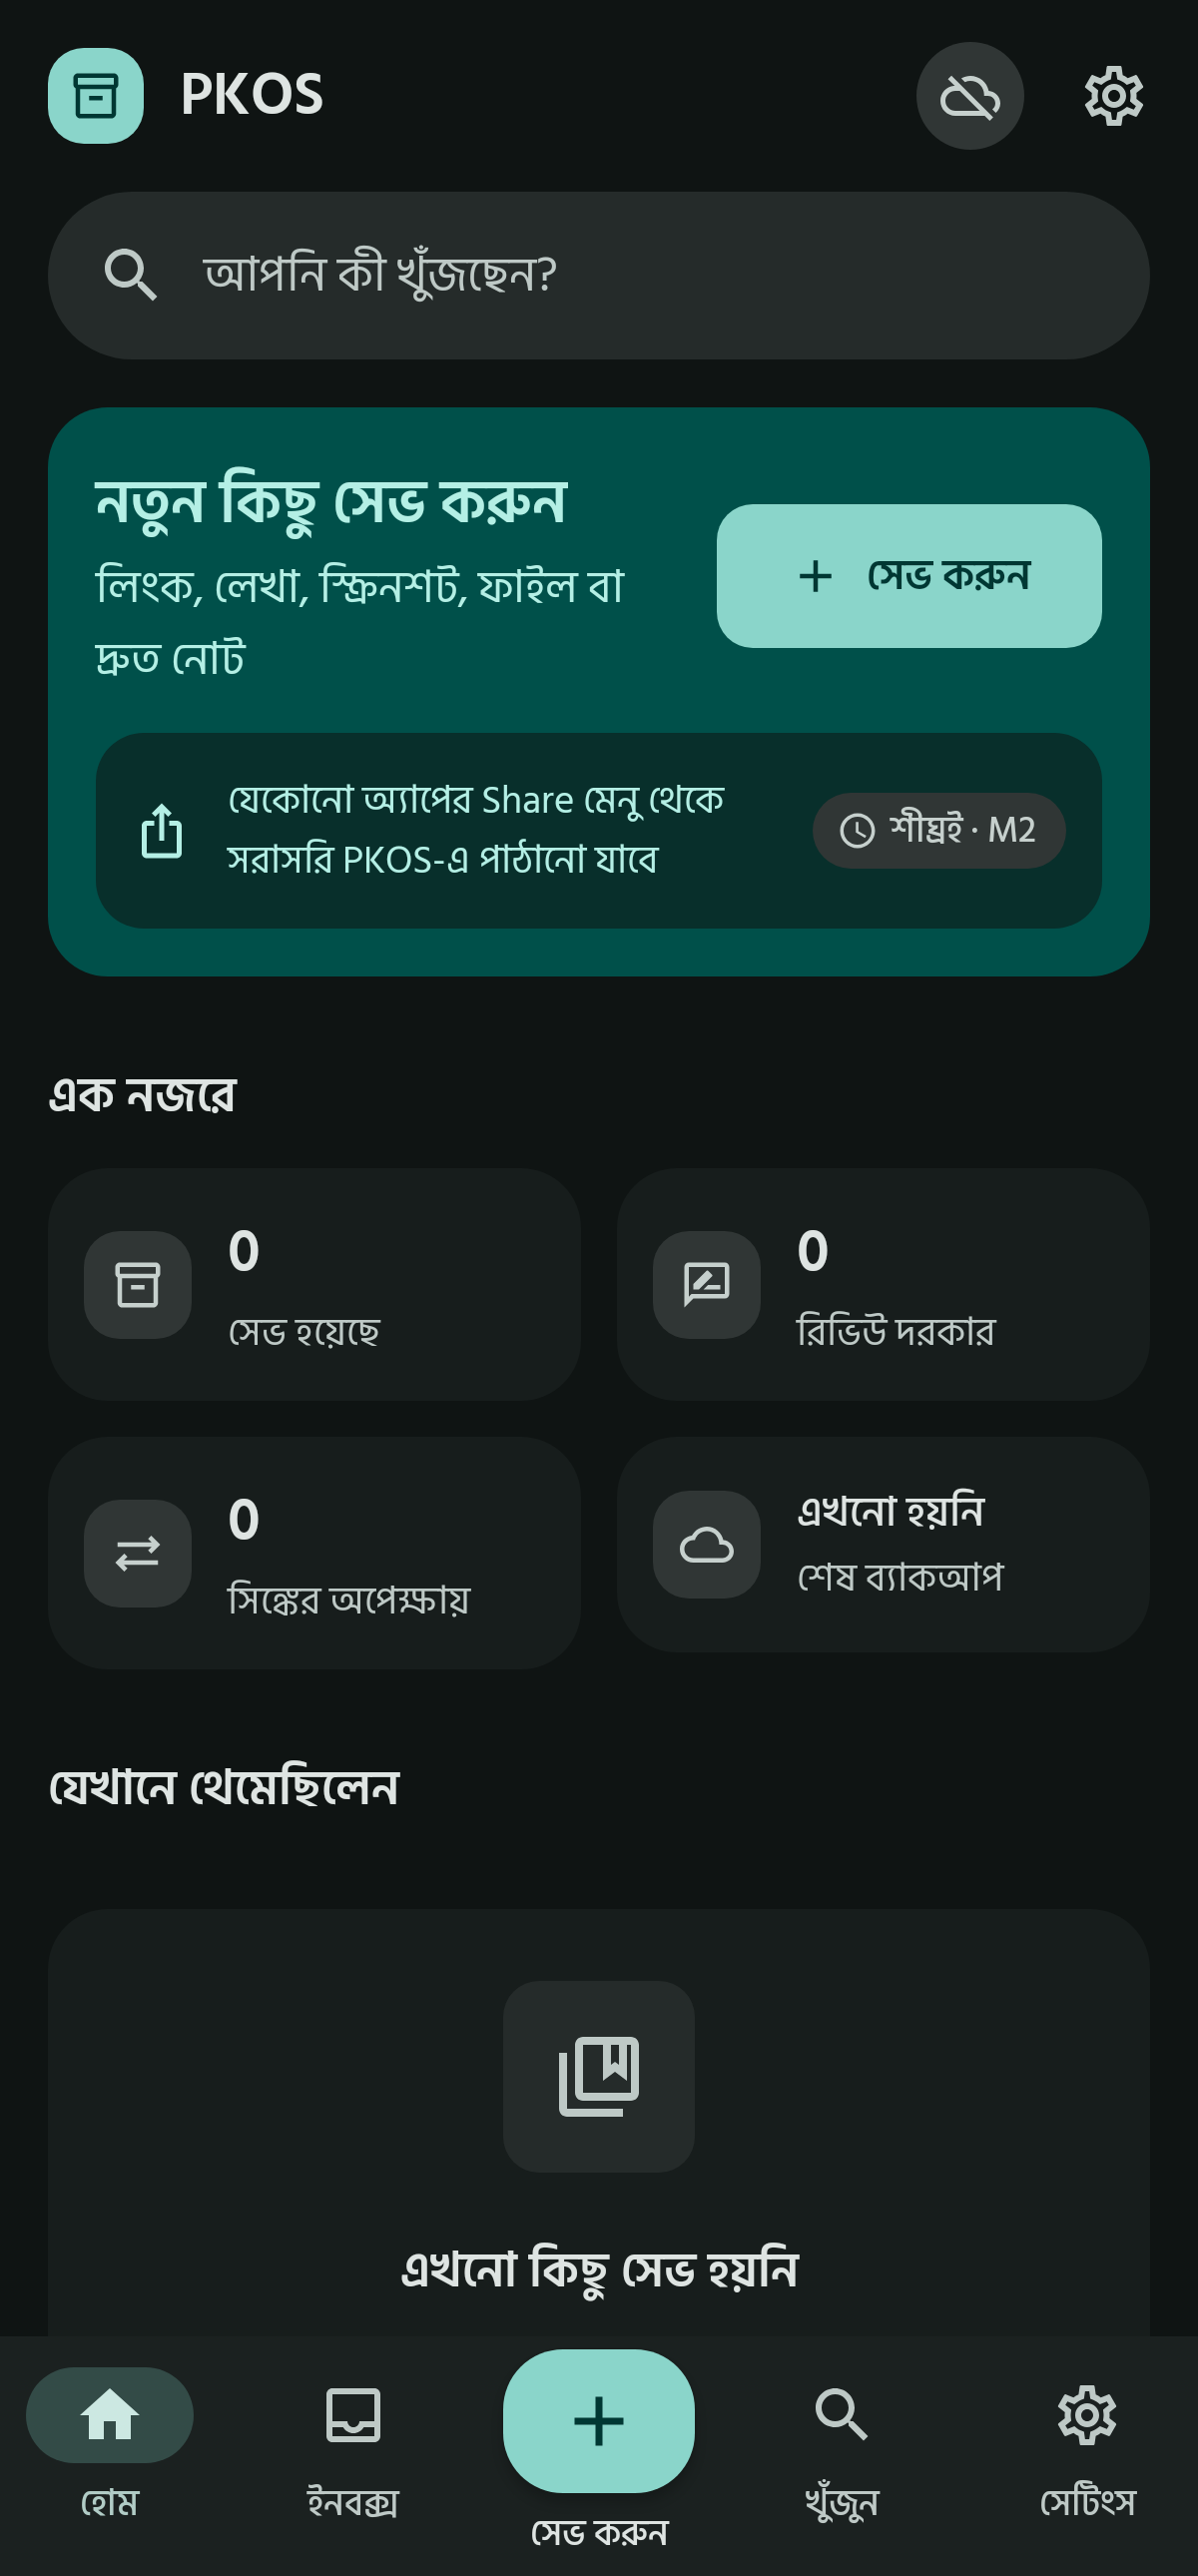 PKOS
আপনি কী খুঁজছেন?
নতুন কিছু সেভ করুন
লিংক, লেখা, স্ক্রিনশট, ফাইল বা
দ্রুত নোট
+ সেভ করুন
যেকোনো অ্যাপের Share মেনু থেকে
সরাসরি PKOS-এ পাঠানো যাবে
শীঘ্রই · M2
এক নজরে
0
সেভ হয়েছে
0
রিভিউ দরকার
0
সিঙ্কের অপেক্ষায়
এখনো হয়নি
শেষ ব্যাকআপ
যেখানে থেমেছিলেন
এখনো কিছু সেভ হয়নি
হোম
ইনবক্স
সেভ করুন
খুঁজুন
সেটিংস